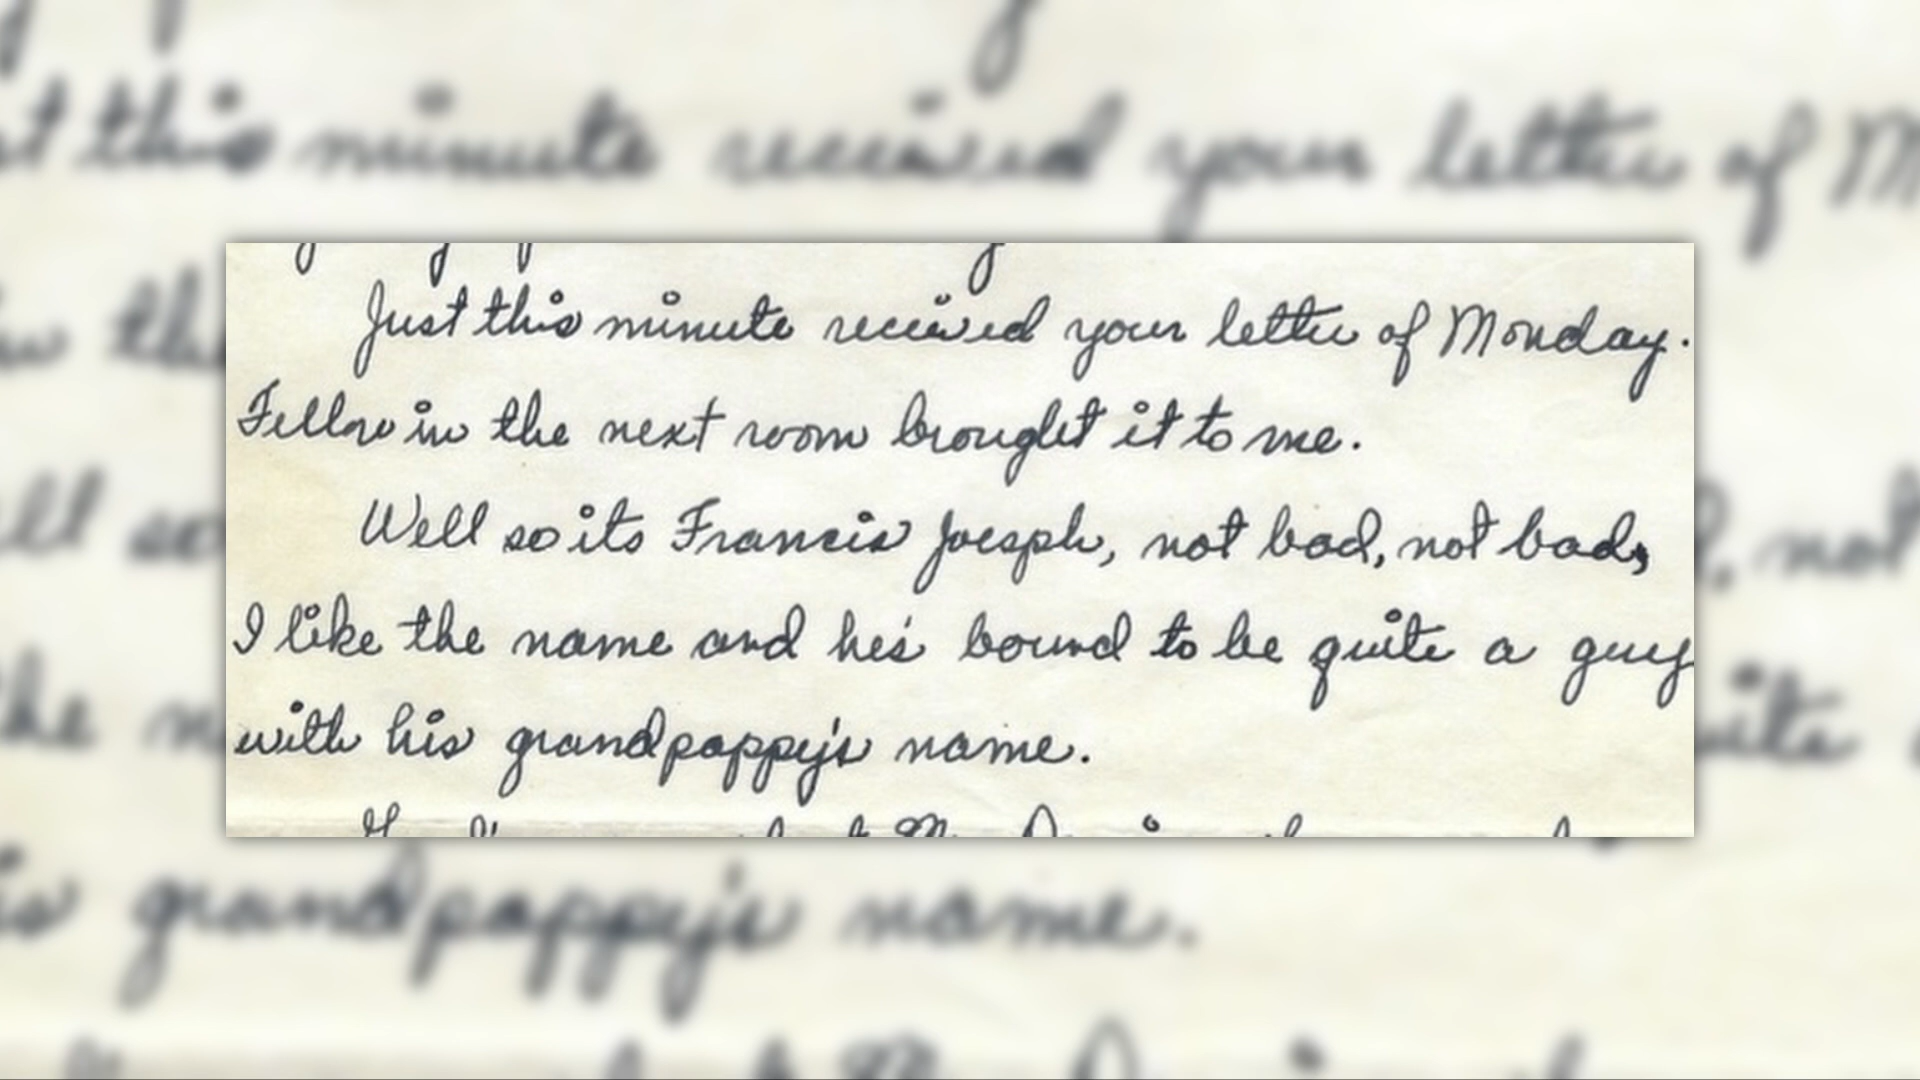 Just this minute received your letter of Monday.
Fellow in the next room brought it to me.
Well so its Francis Joesph, not bad, not bad,
I like the name and he's bound to be quite a guy
with his grandpappy's name.